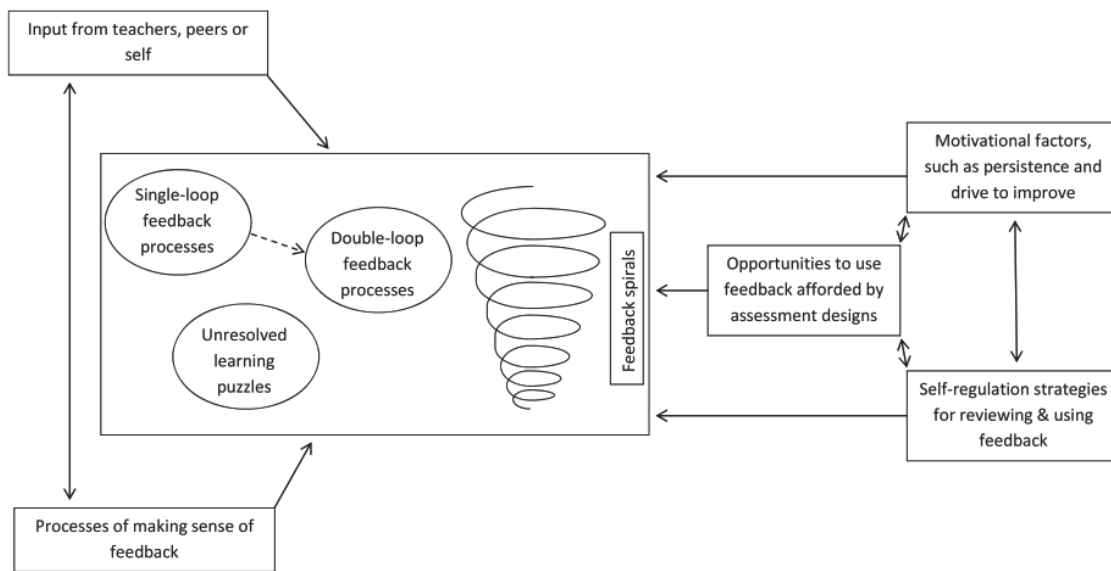 Input from teachers, peers or
self
Motivational factors,
such as persistence and
drive to improve
Single-loop
feedback
processes
Double-loop
feedback
processes
Unresolved
learning
puzzles
Feedback spirals
Opportunities to use
feedback afforded by
assessment designs
Self-regulation strategies
for reviewing & using
feedback
Processes of making sense of
feedback